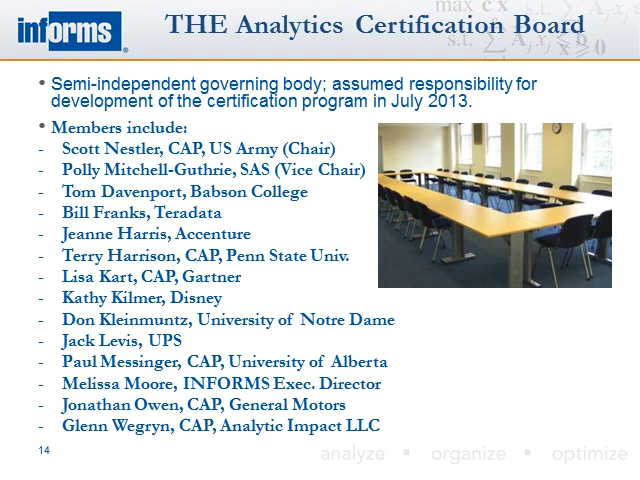 informs®
THE Analytics Certification Board
max c x
s.t.
• Semi-independent governing body; assumed responsibility for
development of the certification program in July 2013.
• Members include:
- Scott Nestler, CAP, US Army (Chair)
- Polly Mitchell-Guthrie, SAS (Vice Chair)
- Tom Davenport, Babson College
- Bill Franks, Teradata
- Jeanne Harris, Accenture
- Terry Harrison, CAP, Penn State Univ.
- Lisa Kart, CAP, Gartner
- Kathy Kilmer, Disney
- Don Kleinmuntz, University of Notre Dame
- Jack Levis, UPS
- Paul Messinger, CAP, University of Alberta
- Melissa Moore, INFORMS Exec. Director
- Jonathan Owen, CAP, General Motors
- Glenn Wegryn, CAP, Analytic Impact LLC
14
analyze ▪ organize ▪ optimize